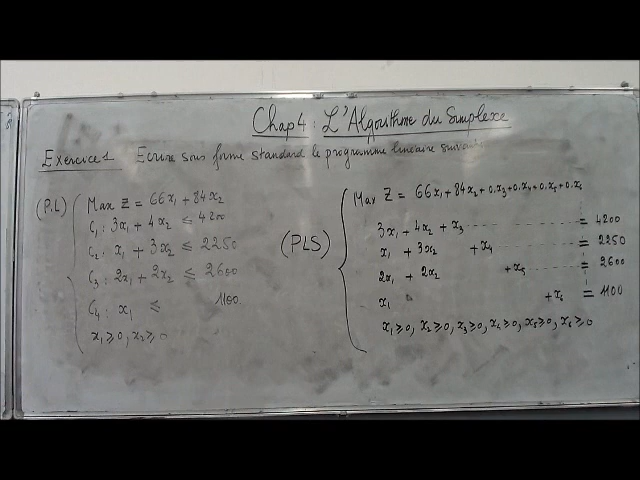 Chap 4 : L'Algorithme du Simplexe
Exercice 1 Ecrire sous forme standard le programme linéaire suivant
(P.L)
Max Z = 66x₁ + 84x₂
C₁ : 3x₁ + 4x₂ ≤ 4200
C₂ : x₁ + 3x₂ ≤ 2250
C₃ : 2x₁ + 2x₂ ≤ 2600
C₄ : x₁ ≤ 1100.
x₁ ≥ 0, x₂ ≥ 0
(PLS)
Max Z = 66x₁ + 84x₂ + 0.x₃ + 0.x₄ + 0.x₅ + 0.x₆
3x₁ + 4x₂ + x₃ = 4200
x₁ + 3x₂ + x₄ = 2250
2x₁ + 2x₂ + x₅ = 2600
x₁ + x₆ = 1100
x₁ ≥ 0, x₂ ≥ 0, x₃ ≥ 0, x₄ ≥ 0, x₅ ≥ 0, x₆ ≥ 0